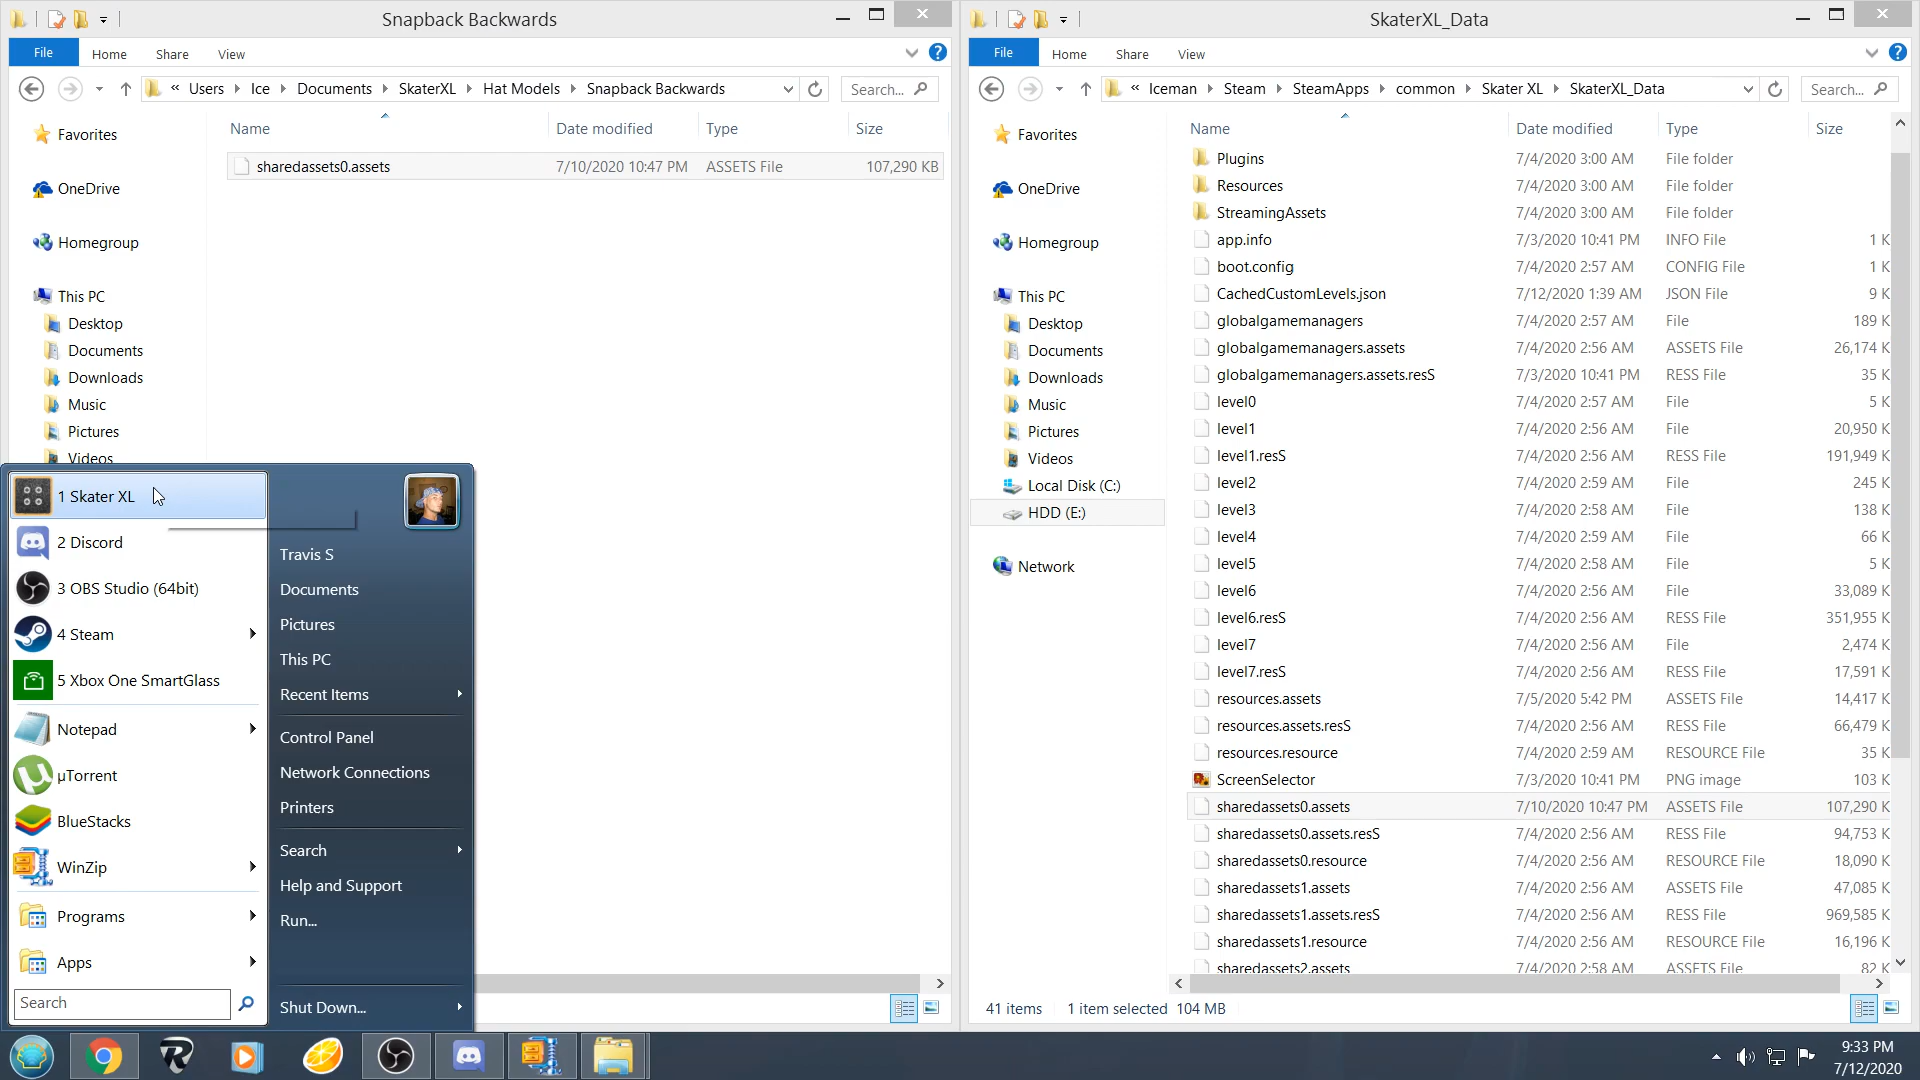 Snapback Backwards
File
Home
Share
View
« Users Ice Documents SkaterXL Hat Models Snapback Backwards
Search...
Name
Date modified
Type
Size
sharedassets0.assets 7/10/2020 10:47 PM ASSETS File 107,290 KB
Favorites
OneDrive
Homegroup
This PC
Desktop
Documents
Downloads
Music
Pictures
Videos
1 Skater XL
2 Discord
3 OBS Studio (64bit)
4 Steam
5 Xbox One SmartGlass
Notepad
µTorrent
BlueStacks
WinZip
Programs
Apps
Search
Travis S
Documents
Pictures
This PC
Recent Items
Control Panel
Network Connections
Printers
Search
Help and Support
Run...
Shut Down...
SkaterXL_Data
File
Home
Share
View
« Iceman Steam SteamApps common Skater XL SkaterXL_Data
Search...
Favorites
OneDrive
Homegroup
This PC
Desktop
Documents
Downloads
Music
Pictures
Videos
Local Disk (C:)
HDD (E:)
Network
Name Date modified Type Size
Plugins 7/4/2020 3:00 AM File folder
Resources 7/4/2020 3:00 AM File folder
StreamingAssets 7/4/2020 3:00 AM File folder
app.info 7/3/2020 10:41 PM INFO File 1 K
boot.config 7/4/2020 2:57 AM CONFIG File 1 K
CachedCustomLevels.json 7/12/2020 1:39 AM JSON File 9 K
globalgamemanagers 7/4/2020 2:57 AM File 189 K
globalgamemanagers.assets 7/4/2020 2:56 AM ASSETS File 26,174 K
globalgamemanagers.assets.resS 7/3/2020 10:41 PM RESS File 35 K
level0 7/4/2020 2:57 AM File 5 K
level1 7/4/2020 2:56 AM File 20,950 K
level1.resS 7/4/2020 2:56 AM RESS File 191,949 K
level2 7/4/2020 2:56 AM File 245 K
level3 7/4/2020 2:56 AM File 138 K
level4 7/4/2020 2:59 AM File 66 K
level5 7/4/2020 2:58 AM File 5 K
level6 7/4/2020 2:56 AM File 33,089 K
level6.resS 7/4/2020 2:56 AM RESS File 351,955 K
level7 7/4/2020 2:56 AM File 2,474 K
level7.resS 7/4/2020 2:56 AM RESS File 17,591 K
resources.assets 7/5/2020 5:42 PM ASSETS File 14,417 K
resources.assets.resS 7/4/2020 2:56 AM RESS File 66,479 K
resources.resource 7/4/2020 2:59 AM RESOURCE File 35 K
ScreenSelector 7/3/2020 10:41 PM PNG image 103 K
sharedassets0.assets 7/10/2020 10:47 PM ASSETS File 107,290 K
sharedassets0.assets.resS 7/4/2020 2:56 AM RESS File 94,753 K
sharedassets0.resource 7/4/2020 2:56 AM RESOURCE File 18,090 K
sharedassets1.assets 7/4/2020 2:56 AM ASSETS File 47,085 K
sharedassets1.assets.resS 7/4/2020 2:56 AM RESS File 969,585 K
sharedassets1.resource 7/4/2020 2:56 AM RESOURCE File 16,196 K
sharedassets2.assets 7/4/2020 2:58 AM ASSETS File 82 K
41 items 1 item selected 104 MB
9:33 PM
7/12/2020